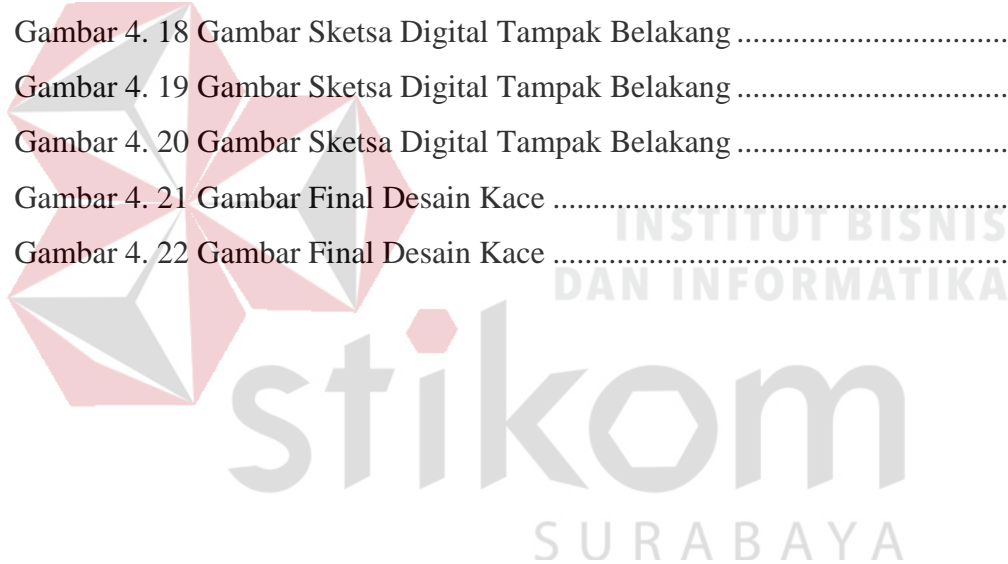 Gambar 4. 18 Gambar Sketsa Digital Tampak Belakang ................................
Gambar 4. 19 Gambar Sketsa Digital Tampak Belakang ................................
Gambar 4. 20 Gambar Sketsa Digital Tampak Belakang ................................
Gambar 4. 21 Gambar Final Desain Kace ......................................................
Gambar 4. 22 Gambar Final Desain Kace ......................................................
INSTITUT BISNIS
DAN INFORMATIKA
stikom
SURABAYA